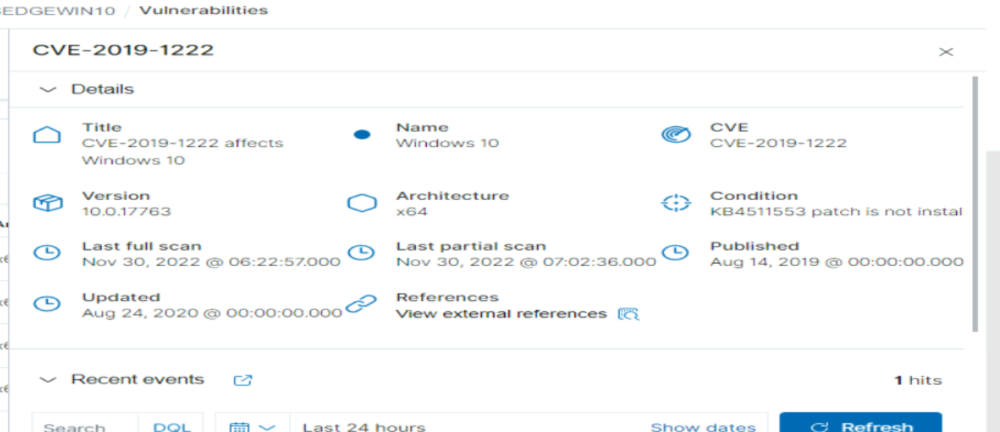 EDGEWIN10 / Vulnerabilities
CVE-2019-1222
Details
Title
CVE-2019-1222 affects
Windows 10
Name
Windows 10
CVE
CVE-2019-1222
Version
10.0.17763
Architecture
x64
Condition
KB4511553 patch is not instal
Last full scan
Nov 30, 2022 @ 06:22:57.000
Last partial scan
Nov 30, 2022 @ 07:02:36.000
Published
Aug 14, 2019 @ 00:00:00.000
Updated
Aug 24, 2020 @ 00:00:00.000
References
View external references
Recent events
1 hits
Search
DQL
Last 24 hours
Show dates
Refresh